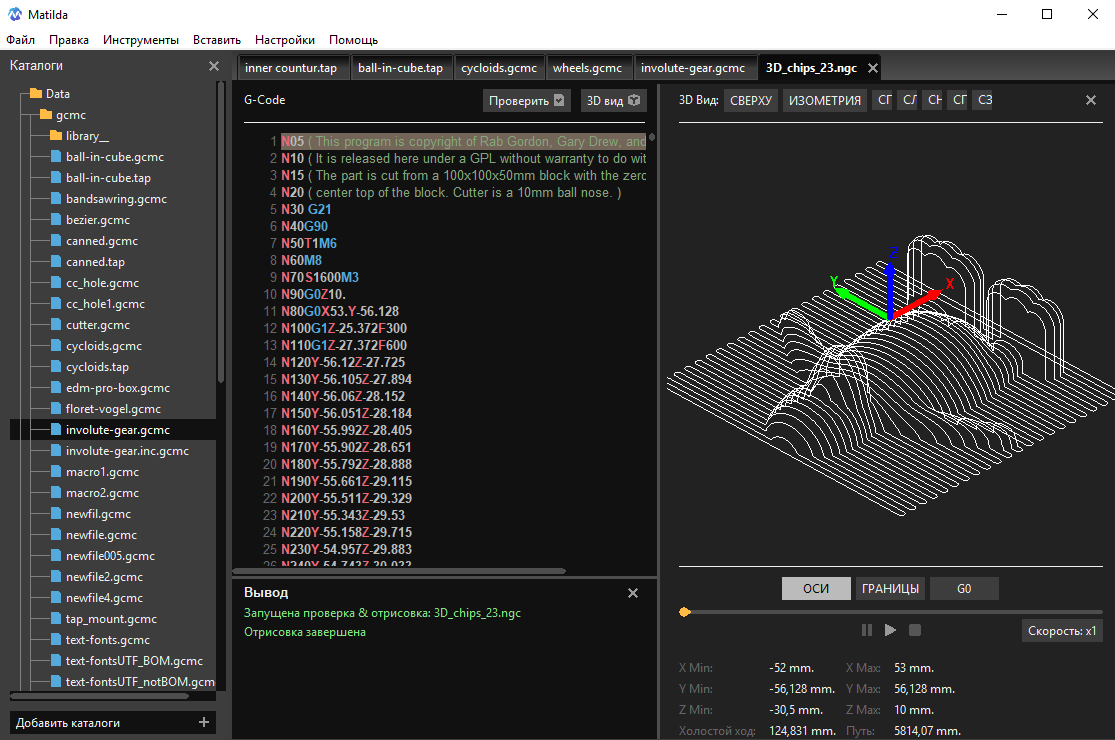 Matilda
Файл Правка Инструменты Вставить Настройки Помощь
Каталоги
Data
gcmc
library__
ball-in-cube.gcmc
ball-in-cube.tap
bandsawring.gcmc
bezier.gcmc
canned.gcmc
canned.tap
cc_hole.gcmc
cc_hole1.gcmc
cutter.gcmc
cycloids.gcmc
cycloids.tap
edm-pro-box.gcmc
floret-vogel.gcmc
involute-gear.gcmc
involute-gear.inc.gcmc
macro1.gcmc
macro2.gcmc
newfil.gcmc
newfile.gcmc
newfile005.gcmc
newfile2.gcmc
newfile4.gcmc
tap_mount.gcmc
text-fonts.gcmc
text-fontsUTF_BOM.gcmc
text-fontsUTF_notBOM.gcm
Добавить каталоги +
inner countur.tap ball-in-cube.tap cycloids.gcmc wheels.gcmc involute-gear.gcmc 3D_chips_23.ngc
G-Code Проверить 3D вид
1 N05 ( This program is copyright of Rab Gordon, Gary Drew, and
2 N10 ( It is released here under a GPL without warranty to do wit
3 N15 ( The part is cut from a 100x100x50mm block with the zero
4 N20 ( center top of the block. Cutter is a 10mm ball nose. )
5 N30 G21
6 N40G90
7 N50T1M6
8 N60M8
9 N70S1600M3
10 N90G0Z10.
11 N80G0X53.Y-56.128
12 N100G1Z-25.372F300
13 N110G1Z-27.372F600
14 N120Y-56.12Z-27.725
15 N130Y-56.105Z-27.894
16 N140Y-56.06Z-28.152
17 N150Y-56.051Z-28.184
18 N160Y-55.992Z-28.405
19 N170Y-55.902Z-28.651
20 N180Y-55.792Z-28.888
21 N190Y-55.661Z-29.115
22 N200Y-55.511Z-29.329
23 N210Y-55.343Z-29.53
24 N220Y-55.158Z-29.715
25 N230Y-54.957Z-29.883
26 N240Y-54.743Z-30.033
Вывод
Запущена проверка & отрисовка: 3D_chips_23.ngc
Отрисовка завершена
3D Вид: СВЕРХУ ИЗОМЕТРИЯ СП СЛ СН СГ СЗ
Z
Y
X
ОСИ ГРАНИЦЫ G0
Скорость: x1
X Min: -52 mm. X Max: 53 mm.
Y Min: -56,128 mm. Y Max: 56,128 mm.
Z Min: -30,5 mm. Z Max: 10 mm.
Холостой ход: 124,831 mm. Путь: 5814,07 mm.